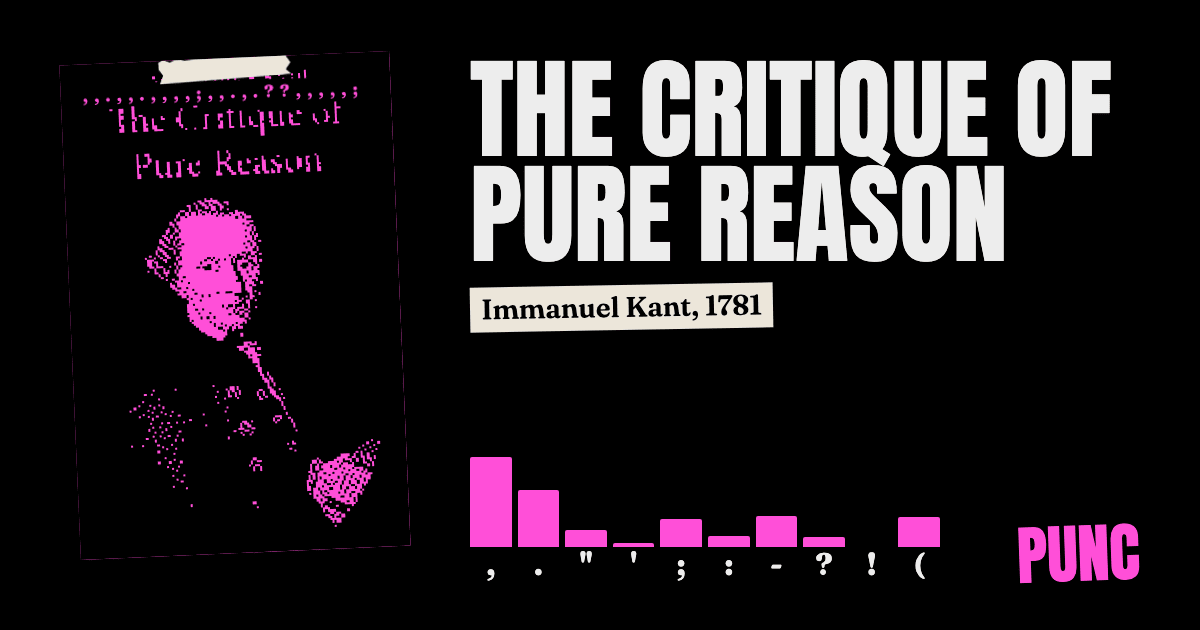 ,,.,,.,,,,;,,.,.??,,,,,;
The Critique of
Pure Reason
THE CRITIQUE OF
PURE REASON
Immanuel Kant, 1781
, . " ' ; : - ? ! (
PUNC